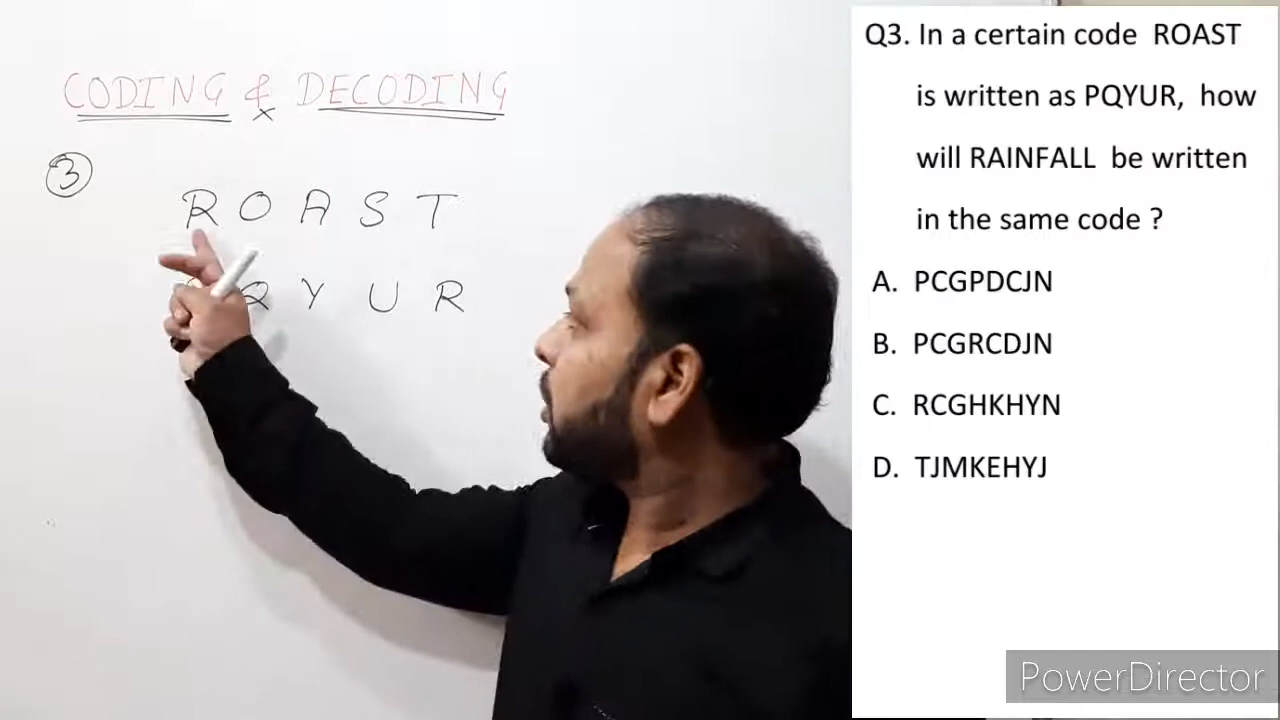 CODING & DECODING
3
ROAST
Q Y U R
Q3. In a certain code ROAST
is written as PQYUR, how
will RAINFALL be written
in the same code ?
A. PCGPDCJN
B. PCGRCDJN
C. RCGHKHYN
D. TJMKEHYJ
PowerDirector